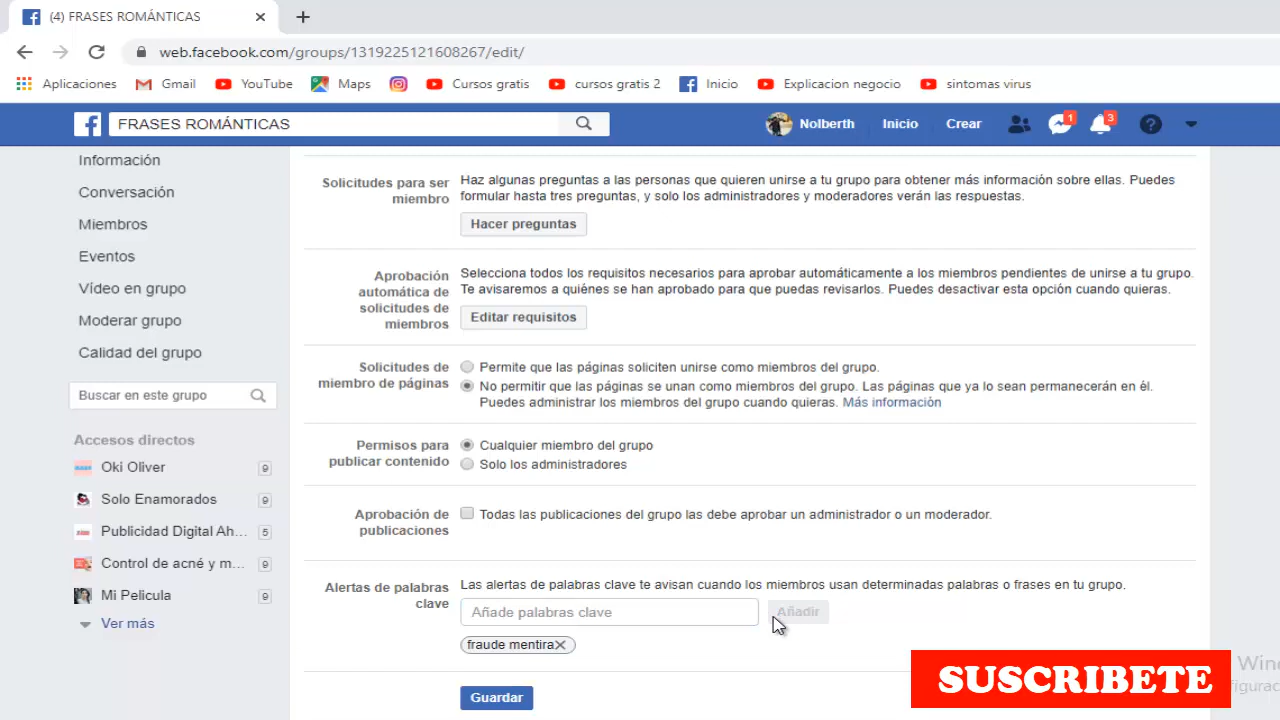 (4) FRASES ROMÁNTICAS
web.facebook.com/groups/1319225121608267/edit/
Aplicaciones Gmail YouTube Maps Cursos gratis cursos gratis 2 Inicio Explicacion negocio sintomas virus
FRASES ROMÁNTICAS Nolberth Inicio Crear 1 3
Información
Conversación
Miembros
Eventos
Vídeo en grupo
Moderar grupo
Calidad del grupo
Buscar en este grupo
Accesos directos
Oki Oliver 9
Solo Enamorados 9
Publicidad Digital Ah... 5
Control de acné y m... 9
Mi Pelicula 9
Ver más
Solicitudes para ser
miembro
Haz algunas preguntas a las personas que quieren unirse a tu grupo para obtener más información sobre ellas. Puedes
formular hasta tres preguntas, y solo los administradores y moderadores verán las respuestas.
Hacer preguntas
Aprobación
automática de
solicitudes de
miembros
Selecciona todos los requisitos necesarios para aprobar automáticamente a los miembros pendientes de unirse a tu grupo.
Te avisaremos a quiénes se han aprobado para que puedas revisarlos. Puedes desactivar esta opción cuando quieras.
Editar requisitos
Solicitudes de
miembro de páginas
Permite que las páginas soliciten unirse como miembros del grupo.
No permitir que las páginas se unan como miembros del grupo. Las páginas que ya lo sean permanecerán en él.
Puedes administrar los miembros del grupo cuando quieras. Más información
Permisos para
publicar contenido
Cualquier miembro del grupo
Solo los administradores
Aprobación de
publicaciones
Todas las publicaciones del grupo las debe aprobar un administrador o un moderador.
Alertas de palabras
clave
Las alertas de palabras clave te avisan cuando los miembros usan determinadas palabras o frases en tu grupo.
Añade palabras clave Añadir
fraude mentira
Guardar
SUSCRIBETE